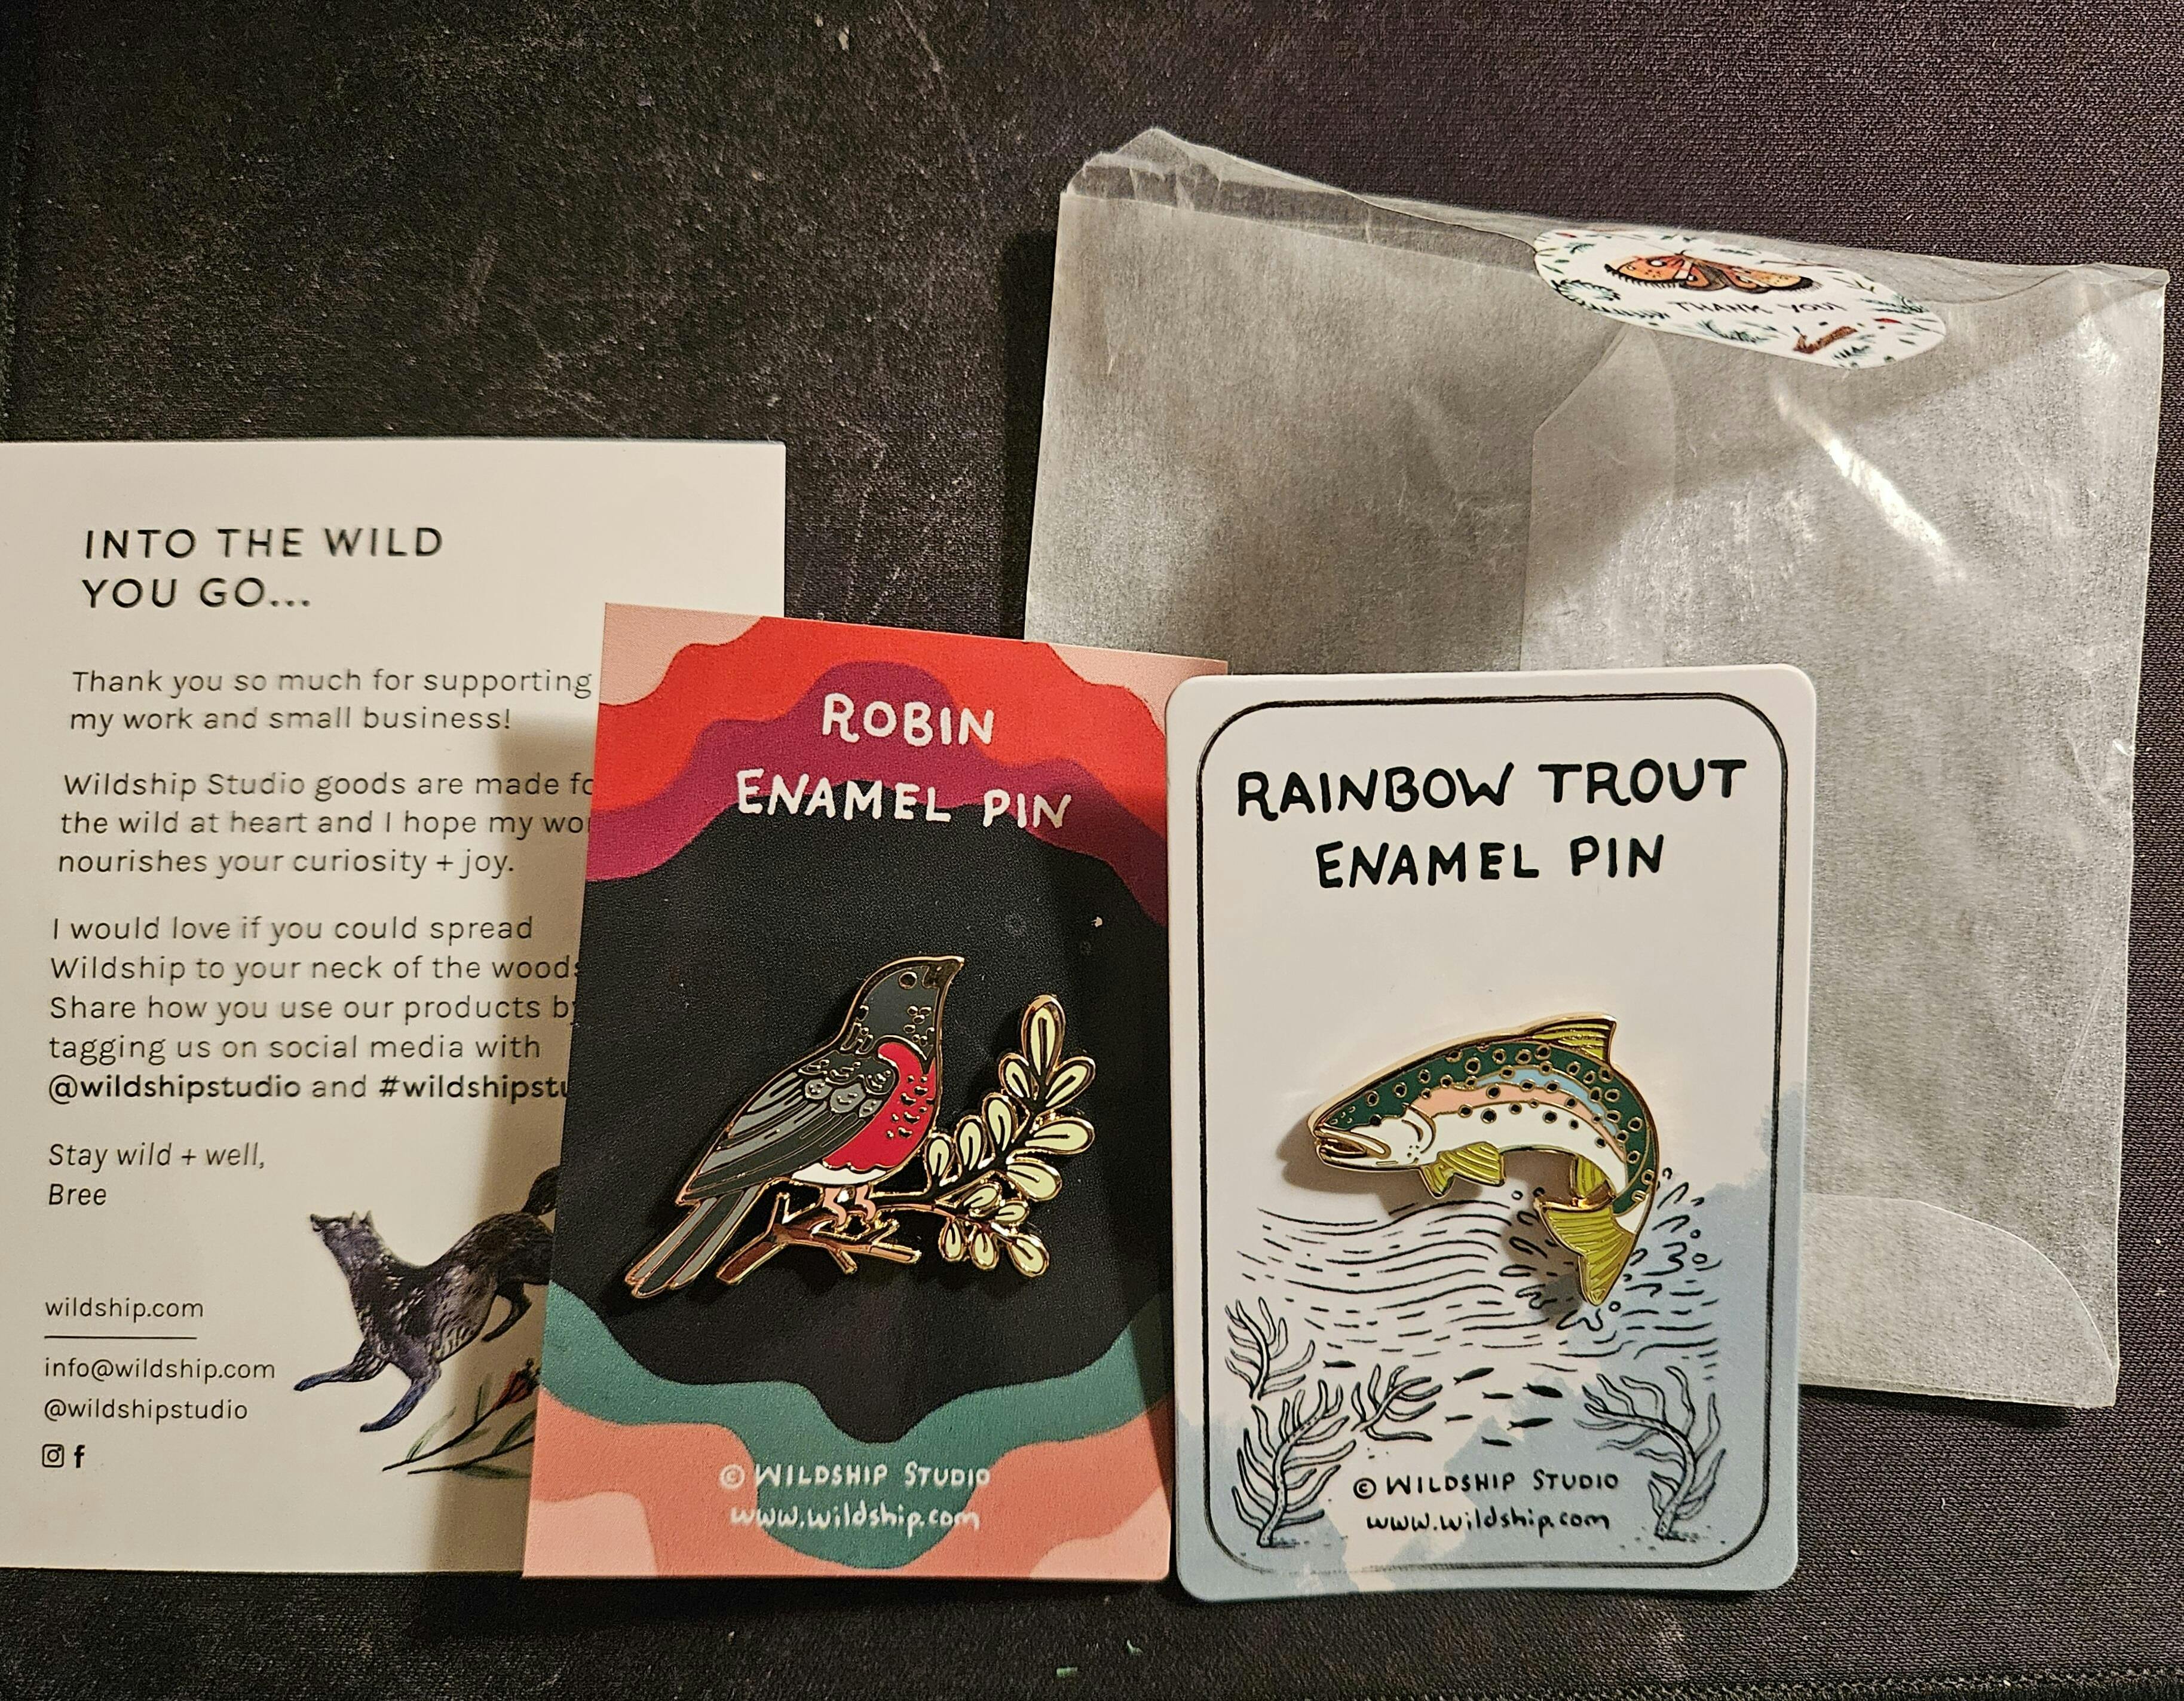 INTO THE WILD
YOU GO...
Thank you so much for supporting
my work and small business!
Wildship Studio goods are made
the wild at heart and I hope my
nourishes your curiosity + joy.
I would love if you could spread
Wildship to your neck of the woods
Share how you use our products
tagging us on social media with
@wildshipstudio and
Stay wild + well,
Bree
wildship.com
info@wildship.com
@wildshipstudio
f
ROBIN
ENAMEL PIN
© WILDSHIP STUDIO
www.wildship.com
RAINBOW TROUT
ENAMEL PIN
© WILDSHIP STUDIO
www.wildship.com
THANK YOU!